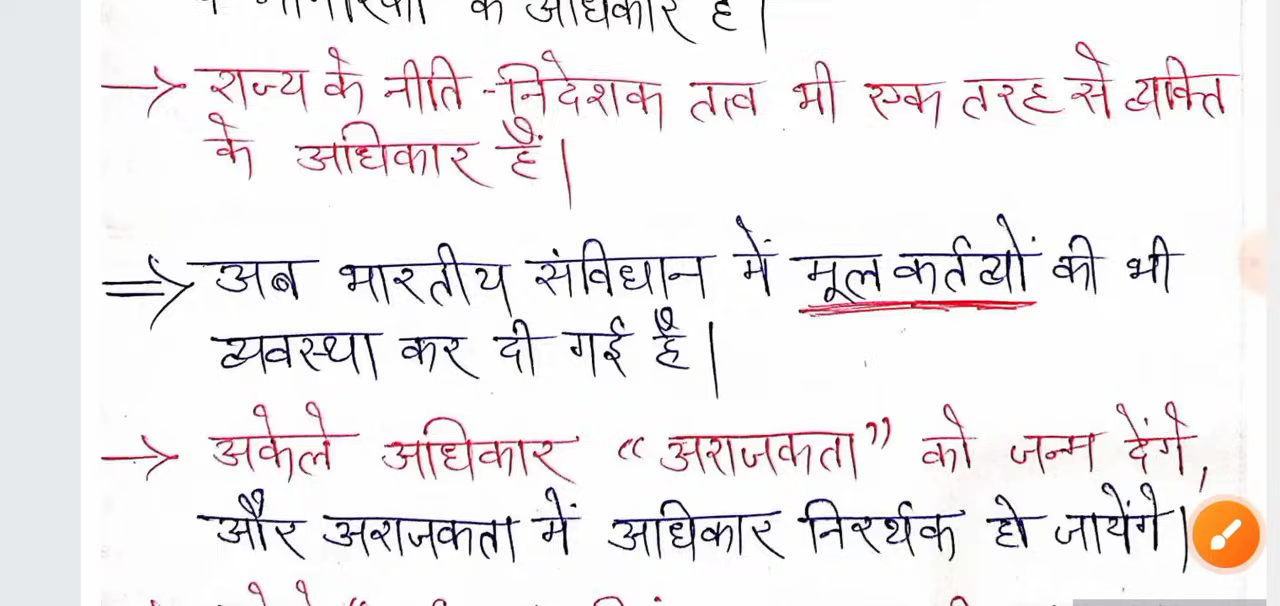 के अधिकार है।
→ राज्य के नीति-निदेशक तत्व भी एक तरह से व्यक्ति
के अधिकार हैं।
⇒ अब भारतीय संविधान में मूल कर्तव्यों की भी
व्यवस्था कर दी गई है।
→ अकेले अधिकार “अराजकता” को जन्म देंगे,
और अराजकता में अधिकार निरर्थक हो जायेंगे।